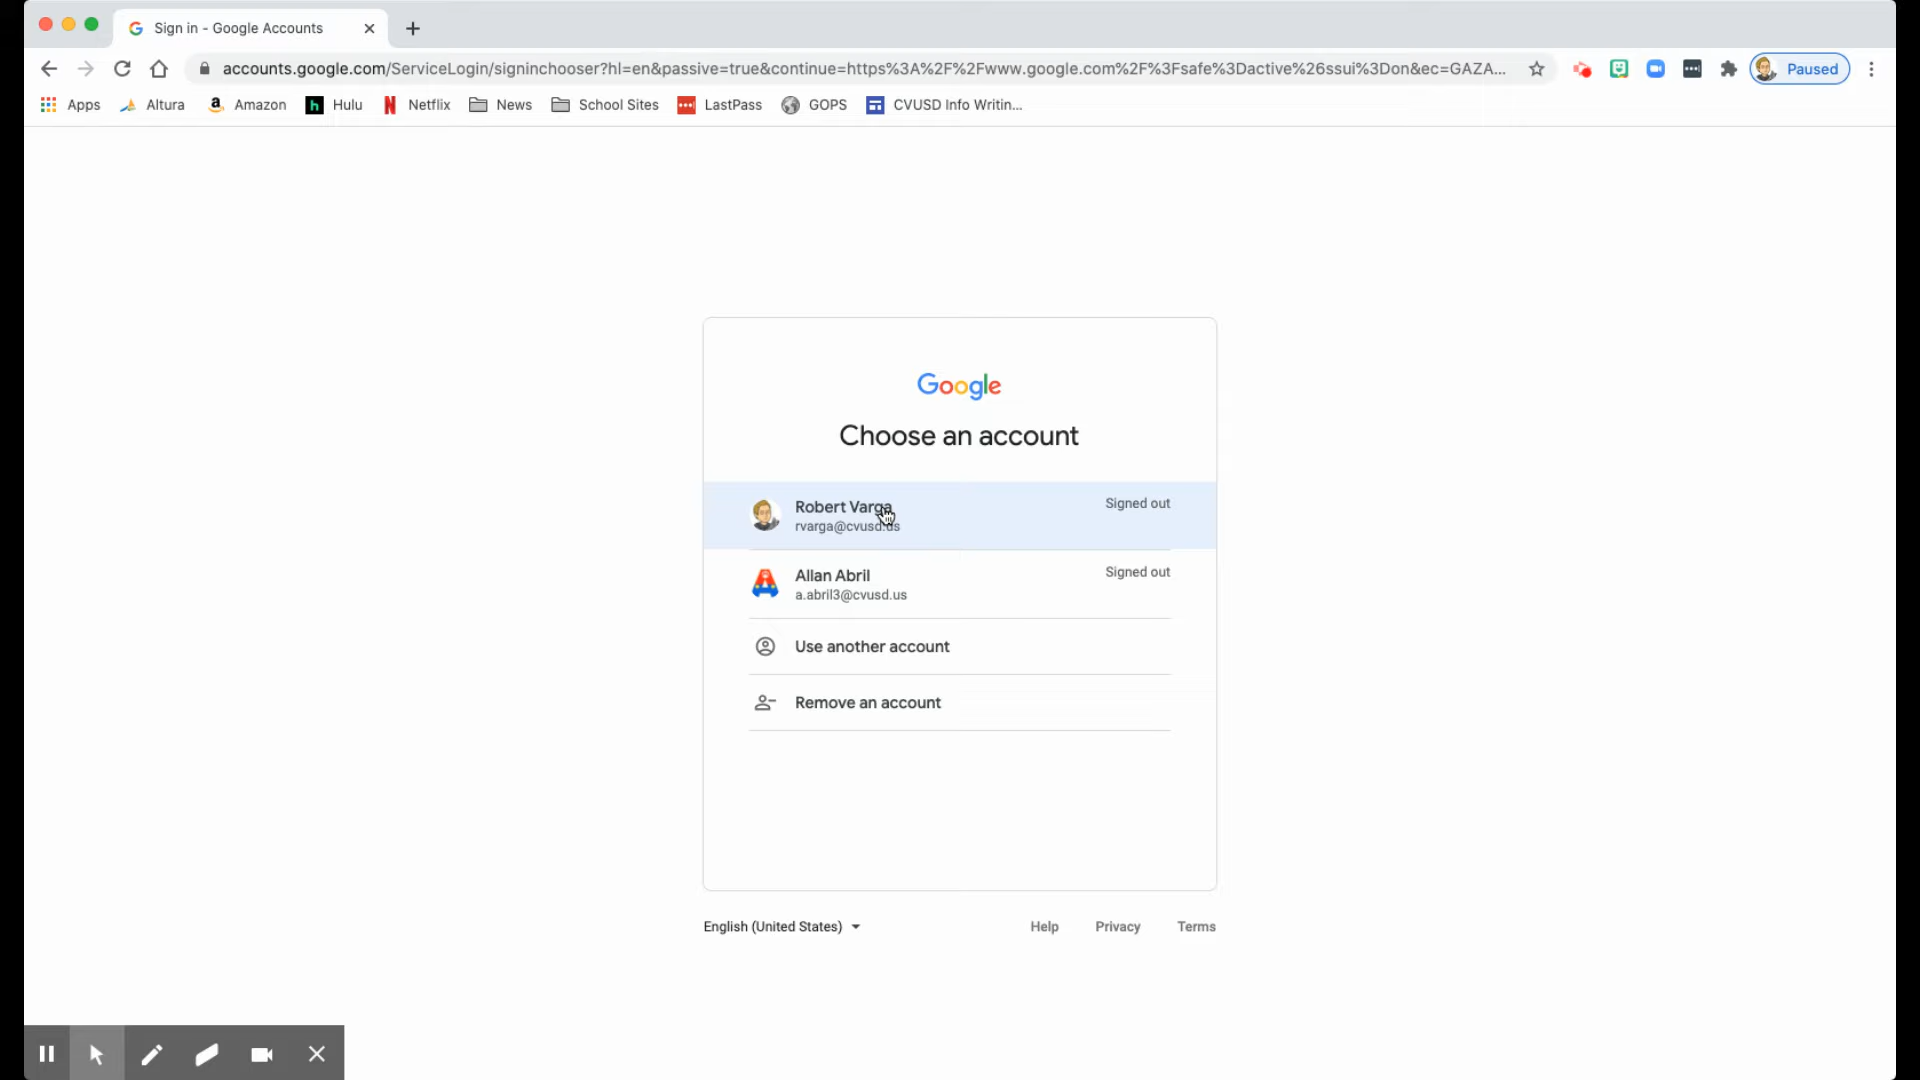 Sign in - Google Accounts
accounts.google.com/ServiceLogin/signinchooser?hl=en&passive=true&continue=https%3A%2F%2Fwww.google.com%2F%3Fsafe%3Dactive%26ssui%3Don&ec=GAZA...
Paused
Apps Altura Amazon Hulu Netflix News School Sites LastPass GOPS CVUSD Info Writin...
Google
Choose an account
Robert Varga Signed out
rvarga@cvusd.us
Allan Abril Signed out
a.abril3@cvusd.us
Use another account
Remove an account
English (United States) Help Privacy Terms